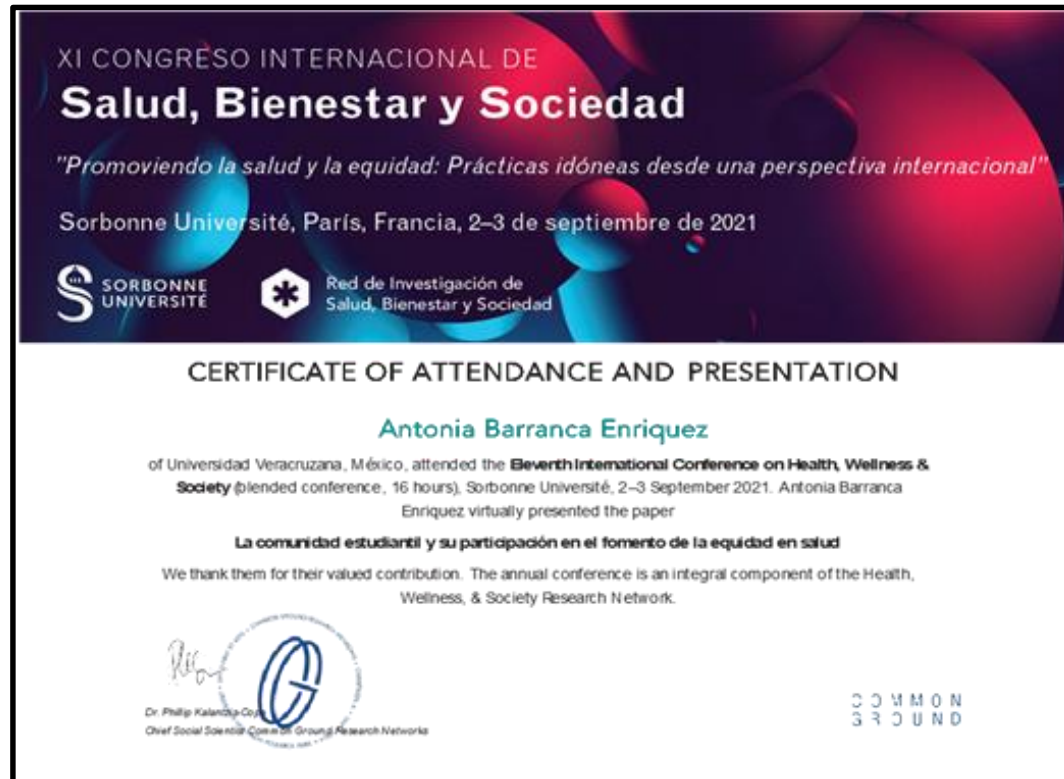 XI CONGRESO INTERNACIONAL DE
Salud, Bienestar y Sociedad
"Promoviendo la salud y la equidad: Prácticas idóneas desde una perspectiva internacional"
Sorbonne Université, París, Francia, 2–3 de septiembre de 2021
SORBONNE
UNIVERSITÉ
Red de Investigación de
Salud, Bienestar y Sociedad
CERTIFICATE OF ATTENDANCE AND PRESENTATION
Antonia Barranca Enriquez
of Universidad Veracruzana, México, attended the Eleventh International Conference on Health, Wellness &
Society (blended conference, 16 hours), Sorbonne Université, 2–3 September 2021. Antonia Barranca
Enriquez virtually presented the paper
La comunidad estudiantil y su participación en el fomento de la equidad en salud
We thank them for their valued contribution. The annual conference is an integral component of the Health,
Wellness, & Society Research Network.
Dr. Phillip Kalantzis-Cope
Chief Social Scientist Common Ground Research Networks
COMMON
GROUND